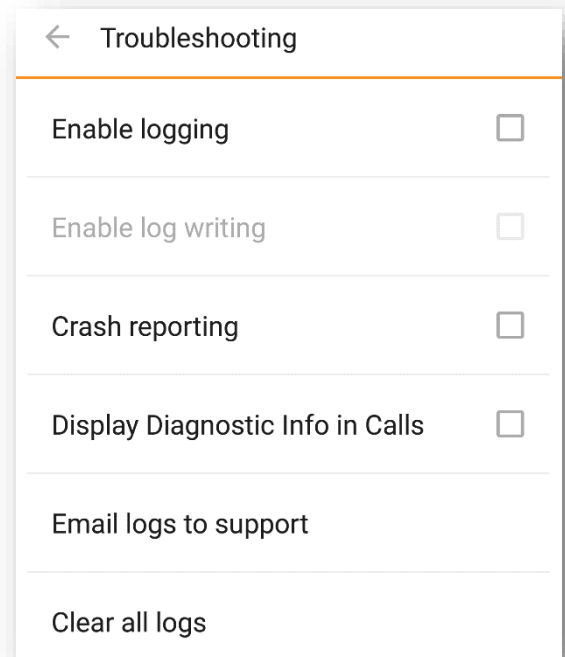 Troubleshooting
Enable logging
Enable log writing
Crash reporting
Display Diagnostic Info in Calls
Email logs to support
Clear all logs